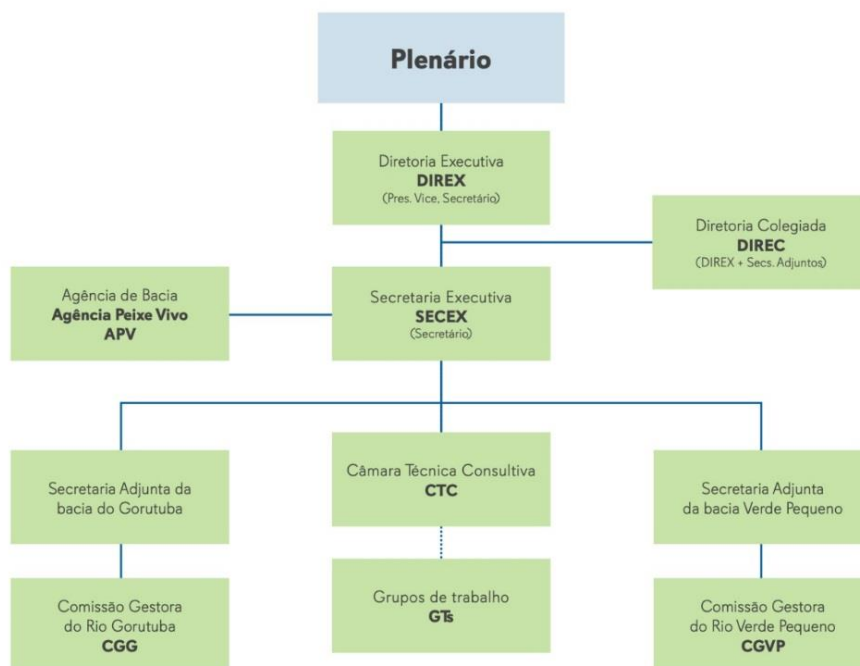 Plenário
Diretoria Executiva
DIREX
(Pres. Vice, Secretário)
Diretoria Colegiada
DIREC
(DIREX + Secs. Adjuntos)
Agência de Bacia
Agência Peixe Vivo
APV
Secretaria Executiva
SECEX
(Secretário)
Secretaria Adjunta da
bacia do Gorutuba
Câmara Técnica Consultiva
CTC
Secretaria Adjunta
da bacia Verde Pequeno
Comissão Gestora
do Rio Gorutuba
CGG
Grupos de trabalho
GTs
Comissão Gestora
do Rio Verde Pequeno
CGVP